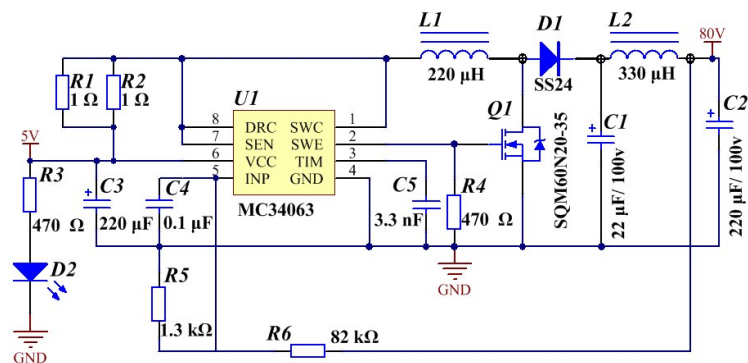 L1
D1
L2
80V
220 µH
SS24
330 µH
R1
1 Ω
R2
1 Ω
U1
Q1
C1
C2
8 DRC SWC 1
7 SEN SWE 2
6 VCC TIM 3
5 INP GND 4
MC34063
5V
R3
470 Ω
C3
220 µF
C4
0.1 µF
C5
3.3 nF
R4
470 Ω
SQM60N20-35
22 µF/ 100v
220 µF/ 100v
D2
GND
GND
R5
1.3 kΩ
R6
82 kΩ